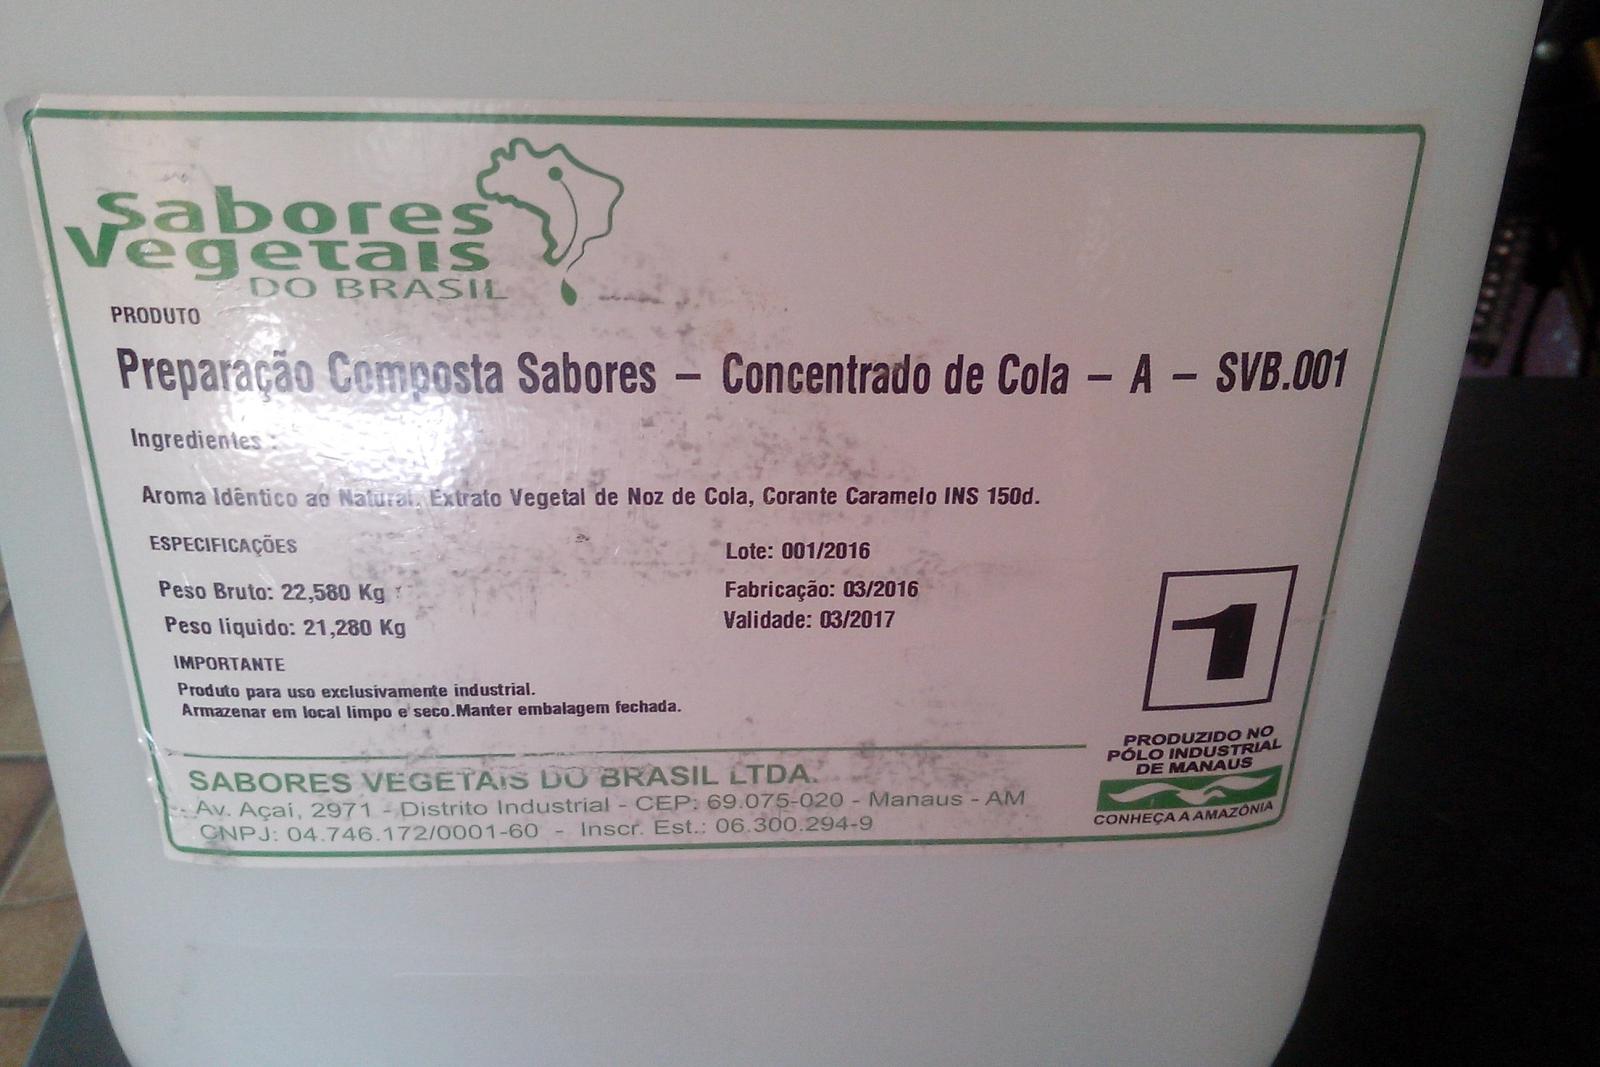 Sabores
Vegetais
DO BRASIL
PRODUTO
Preparação Composta Sabores – Concentrado de Cola – A – SVB.001
Ingredientes :
Aroma Idêntico ao Natural, Extrato Vegetal de Noz de Cola, Corante Caramelo INS 150d.
ESPECIFICAÇÕES
Lote: 001/2016
Peso Bruto: 22,580 Kg
Fabricação: 03/2016
Peso líquido: 21,280 Kg
Validade: 03/2017
1
IMPORTANTE
Produto para uso exclusivamente industrial.
Armazenar em local limpo e seco.Manter embalagem fechada.
PRODUZIDO NO
PÓLO INDUSTRIAL
DE MANAUS
CONHEÇA A AMAZÔNIA
SABORES VEGETAIS DO BRASIL LTDA.
Av. Açaí, 2971 - Distrito Industrial - CEP: 69.075-020 - Manaus - AM
CNPJ: 04.746.172/0001-60 - Inscr. Est.: 06.300.294-9